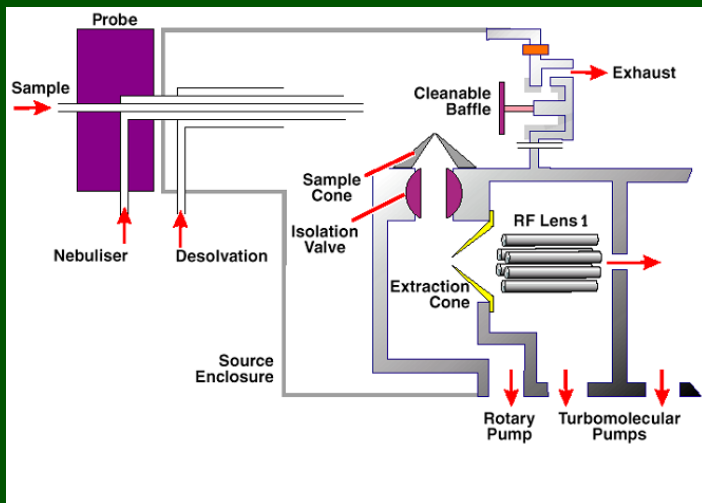 Probe
Sample
Exhaust
Cleanable
Baffle
Sample
Cone
Isolation
Valve
RF Lens 1
Nebuliser
Desolvation
Extraction
Cone
Source
Enclosure
Rotary
Pump
Turbomolecular
Pumps